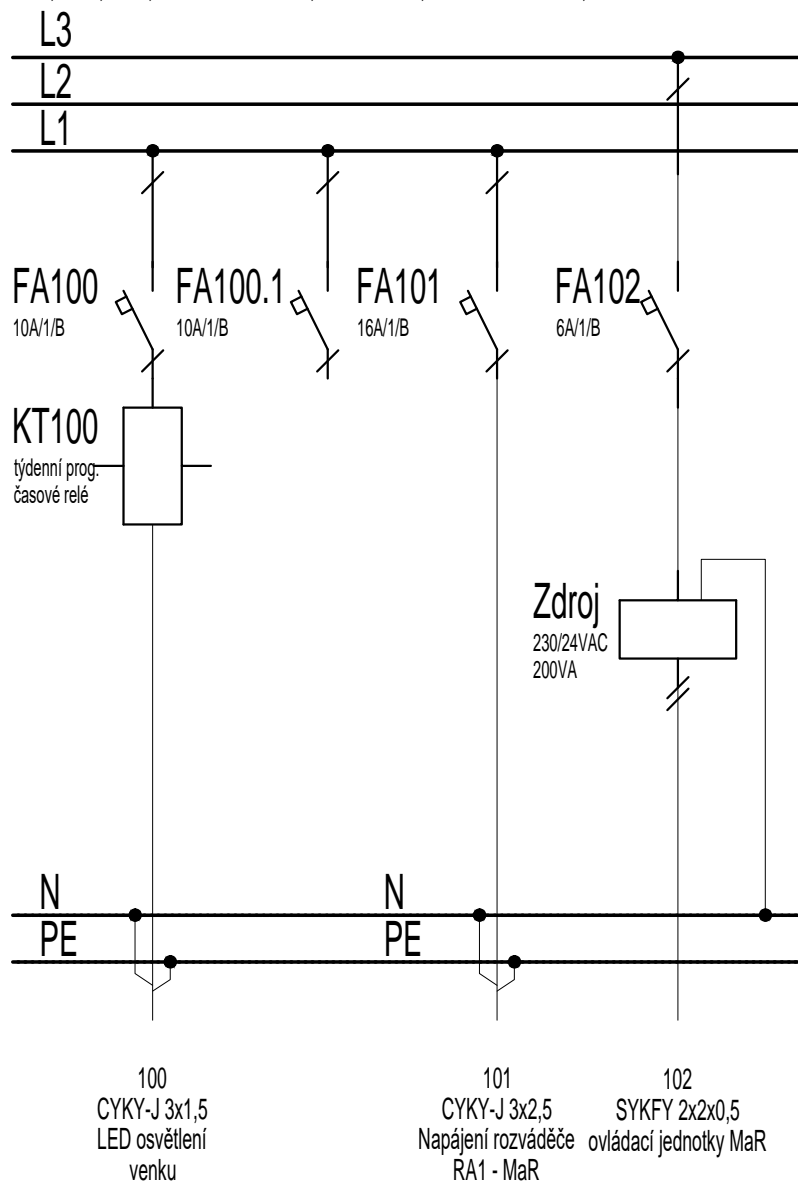 L3
L2
L1
FA100
10A/1/B
FA100.1
10A/1/B
FA101
16A/1/B
FA102
6A/1/B
KT100
týdenní prog.
časové relé
Zdroj
230/24VAC
200VA
N
N
PE
PE
100
CYKY-J 3x1,5
LED osvětlení
venku
101
CYKY-J 3x2,5
Napájení rozváděče
RA1 - MaR
102
SYKFY 2x2x0,5
ovládací jednotky MaR